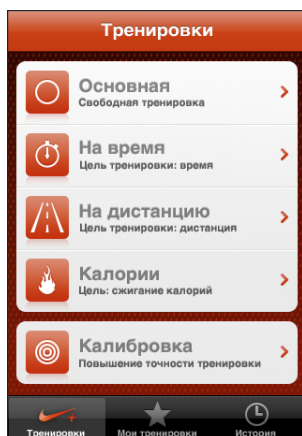 Тренировки
Основная
Свободная тренировка
На время
Цель тренировки: время
На дистанцию
Цель тренировки: дистанция
Калории
Цель: сжигание калорий
Калибровка
Повышение точности тренировки
Тренировки Мои тренировки История